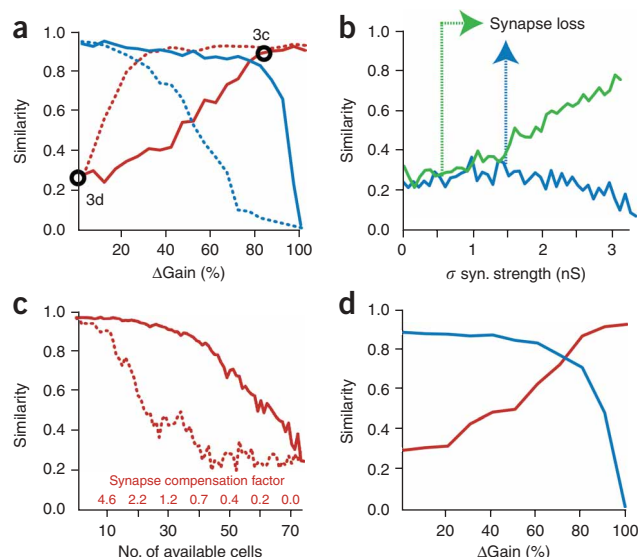 a
3c
3d
Similarity
1.0
0.8
0.6
0.4
0.2
0.0
20 40 60 80 100
ΔGain (%)
b
Synapse loss
Similarity
1.0
0.8
0.6
0.4
0.2
0.0
0 1 2 3
σ syn. strength (nS)
c
Similarity
1.0
0.8
0.6
0.4
0.2
0.0
Synapse compensation factor
4.6 2.2 1.2 0.7 0.4 0.2 0.0
10 30 50 70
No. of available cells
d
Similarity
1.0
0.8
0.6
0.4
0.2
0.0
0 20 40 60 80 100
ΔGain (%)